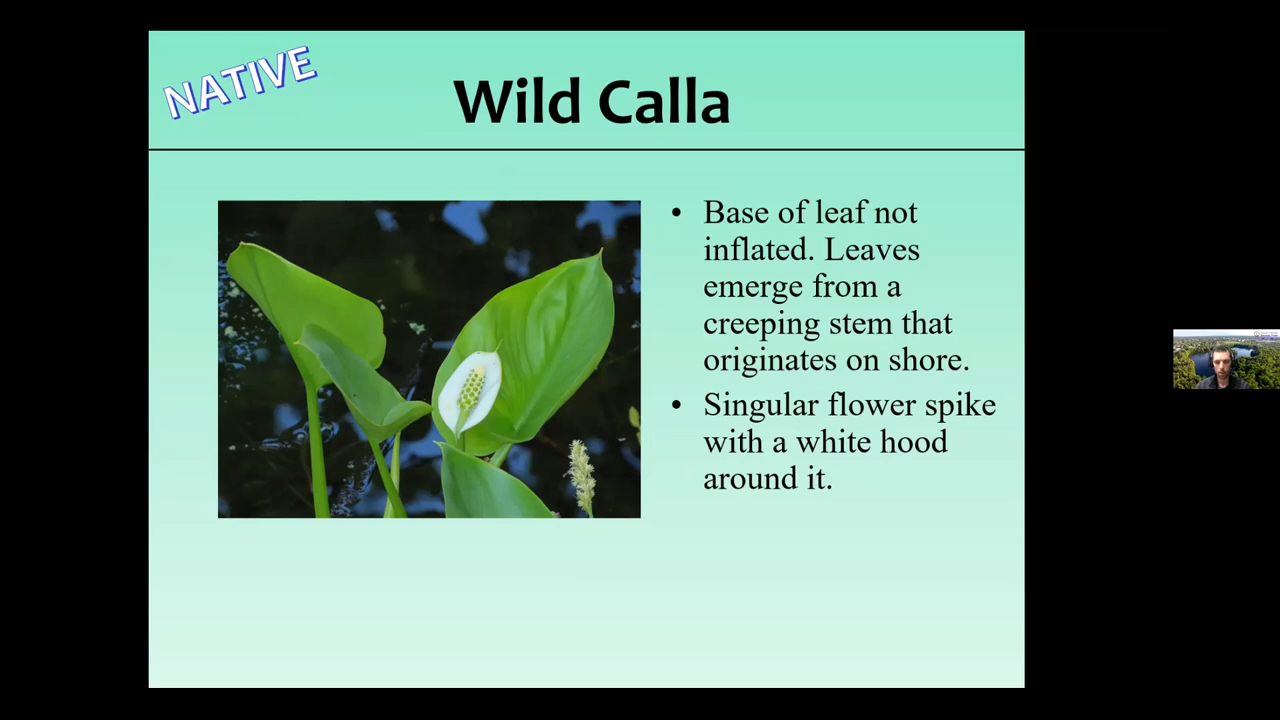 NATIVE
Wild Calla
• Base of leaf not
inflated. Leaves
emerge from a
creeping stem that
originates on shore.
• Singular flower spike
with a white hood
around it.